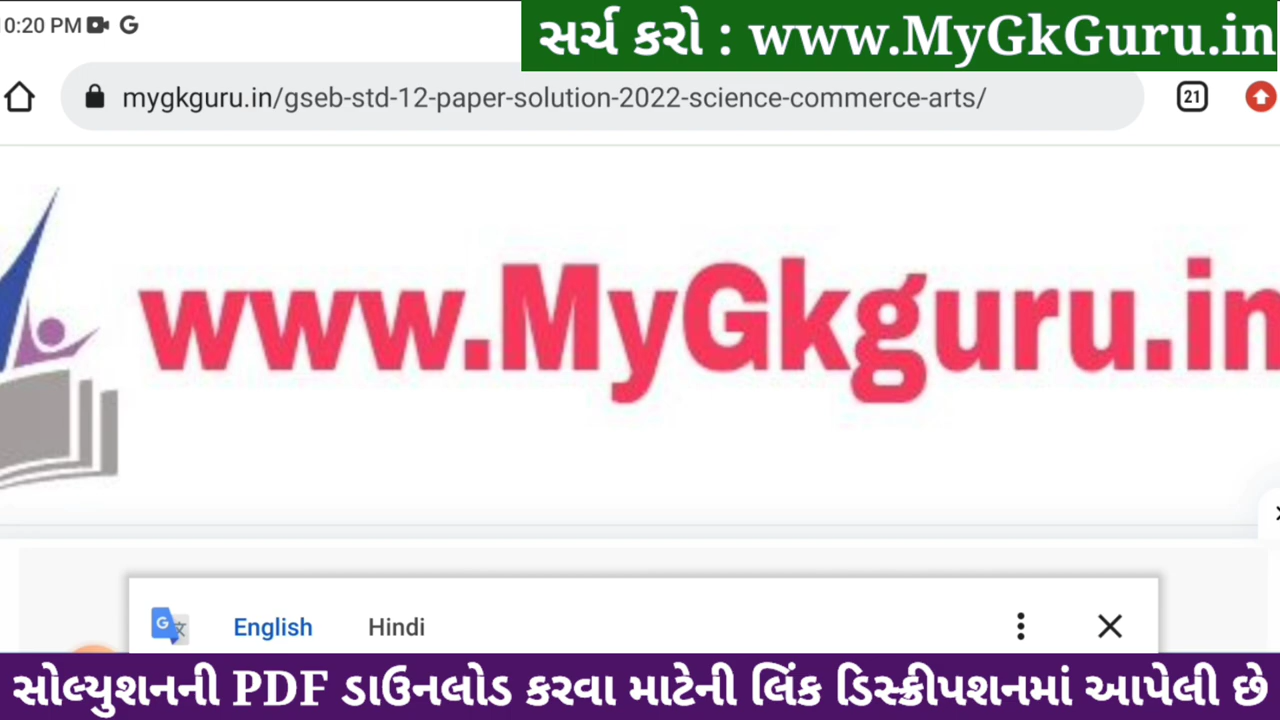 0:20 PM G
સર્ચ કરો : www.MyGkGuru.in
mygkguru.in/gseb-std-12-paper-solution-2022-science-commerce-arts/
21
www.MyGkguru.in
English Hindi
સોલ્યુશનની PDF ડાઉનલોડ કરવા માટેની લિંક ડિસ્ક્રીપશનમાં આપેલી છે